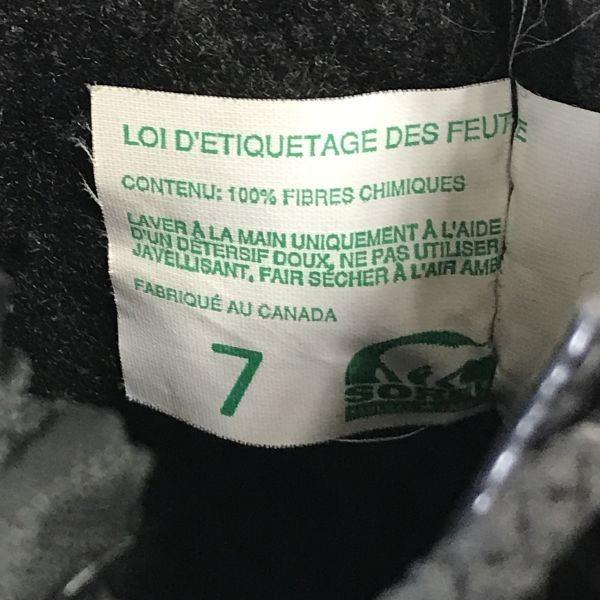 LOI D'ETIQUETAGE DES FEUTRE
CONTENU: 100% FIBRES CHIMIQUES
LAVER À LA MAIN UNIQUEMENT À L'AIDE
D'UN DÉTERSIF DOUX, NE PAS UTILISER
JAVELLISANT. FAIR SÉCHER À L'AIR AMB
FABRIQUÉ AU CANADA
7